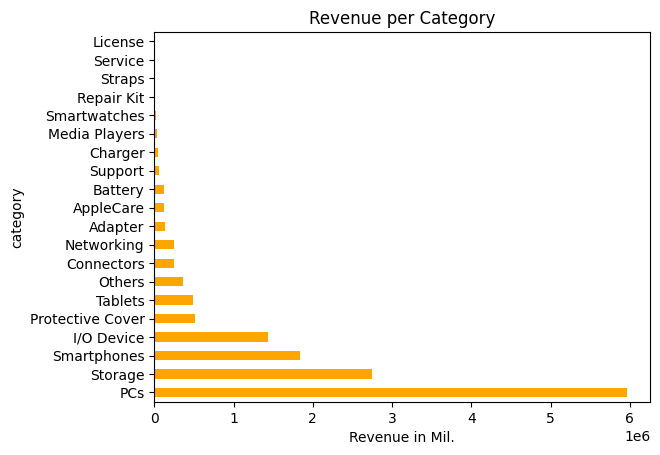 Revenue per Category
License
Service
Straps
Repair Kit
Smartwatches
Media Players
Charger
Support
Battery
AppleCare
Adapter
Networking
Connectors
Others
Tablets
Protective Cover
I/O Device
Smartphones
Storage
PCs
category
0 1 2 3 4 5 6
1e6
Revenue in Mil.